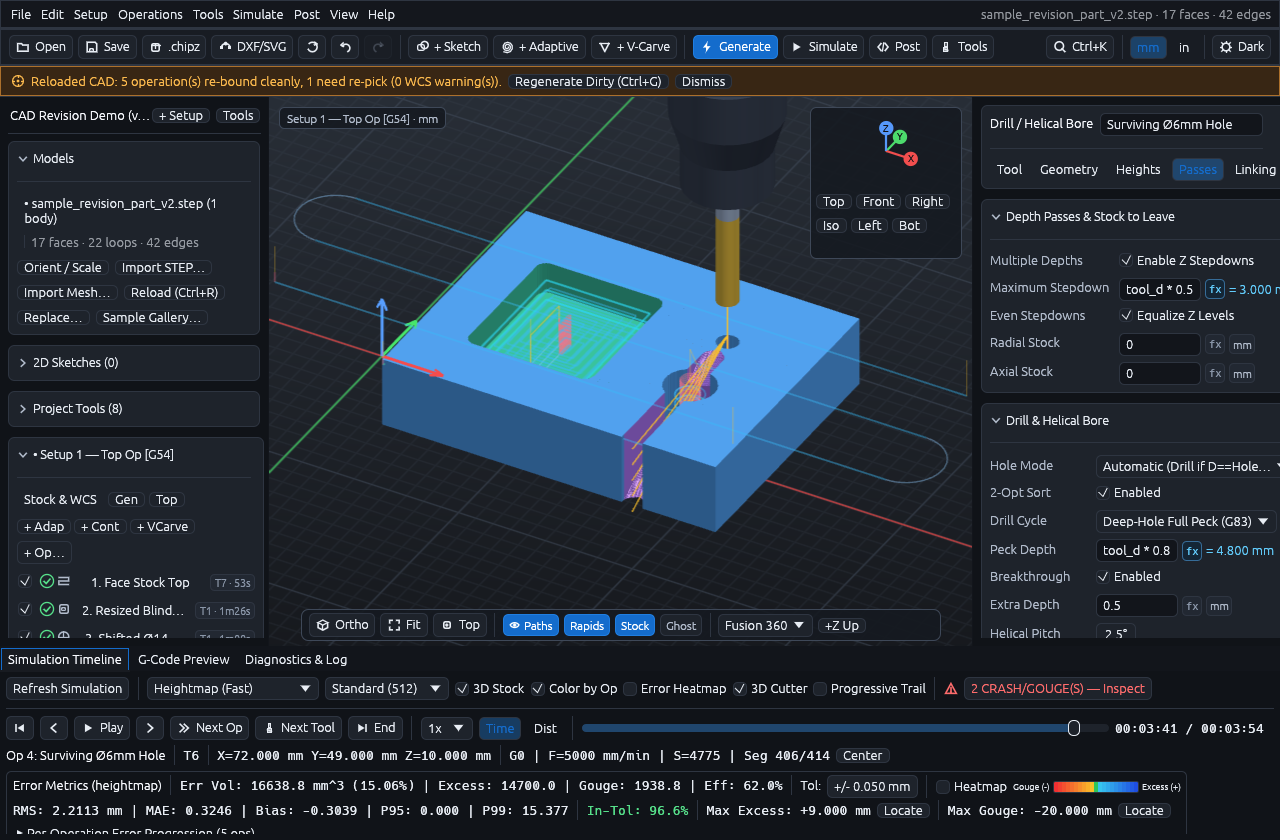 File Edit Setup Operations Tools Simulate Post View Help
sample_revision_part_v2.step · 17 faces · 42 edges
Open Save .chipz DXF/SVG + Sketch + Adaptive + V-Carve Generate Simulate Post Tools Ctrl+K mm in Dark
Reloaded CAD: 5 operation(s) re-bound cleanly, 1 need re-pick (0 WCS warning(s)). Regenerate Dirty (Ctrl+G) Dismiss
CAD Revision Demo (v... + Setup Tools
Models
• sample_revision_part_v2.step (1
body)
17 faces · 22 loops · 42 edges
Orient / Scale Import STEP...
Import Mesh... Reload (Ctrl+R)
Replace... Sample Gallery...
2D Sketches (0)
Project Tools (8)
• Setup 1 — Top Op [G54]
Stock & WCS Gen Top
+ Adap + Cont + VCarve
+ Op...
1. Face Stock Top T7 · 53s
2. Resized Blind... T1 · 1m26s
Setup 1 — Top Op [G54] · mm
Z
Y
X
Top Front Right
Iso Left Bot
Ortho Fit Top Paths Rapids Stock Ghost Fusion 360 +Z Up
Drill / Helical Bore Surviving Ø6mm Hole
Tool Geometry Heights Passes Linking
Depth Passes & Stock to Leave
Multiple Depths Enable Z Stepdowns
Maximum Stepdown tool_d * 0.5 fx = 3.000
Even Stepdowns Equalize Z Levels
Radial Stock 0 fx mm
Axial Stock 0 fx mm
Drill & Helical Bore
Hole Mode Automatic (Drill if D==Hole...
2-Opt Sort Enabled
Drill Cycle Deep-Hole Full Peck (G83)
Peck Depth tool_d * 0.8 fx = 4.800 mm
Breakthrough Enabled
Extra Depth 0.5 fx mm
Helical Pitch 2.5°
Simulation Timeline G-Code Preview Diagnostics & Log
Refresh Simulation Heightmap (Fast) Standard (512) 3D Stock Color by Op Error Heatmap 3D Cutter Progressive Trail 2 CRASH/GOUGE(S) — Inspect
Play Next Op Next Tool End 1x Time Dist 00:03:41 / 00:03:54
Op 4: Surviving Ø6mm Hole T6 X=72.000 mm Y=49.000 mm Z=10.000 mm G0 | F=5000 mm/min | S=4775 | Seg 406/414 Center
Error Metrics (heightmap) Err Vol: 16638.8 mm^3 (15.06%) | Excess: 14700.0 | Gouge: 1938.8 | Eff: 62.0% Tol: +/- 0.050 mm Heatmap Gouge (-) Excess (+)
RMS: 2.2113 mm | MAE: 0.3246 | Bias: -0.3039 | P95: 0.000 | P99: 15.377 In-Tol: 96.6% Max Excess: +9.000 mm Locate Max Gouge: -20.000 mm Locate
Per Operation Error Progression (5 ops)